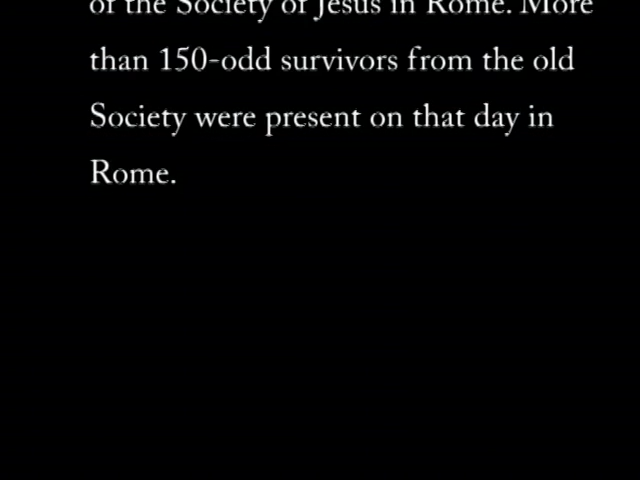 of the Society of Jesus in Rome. More
than 150-odd survivors from the old
Society were present on that day in
Rome.